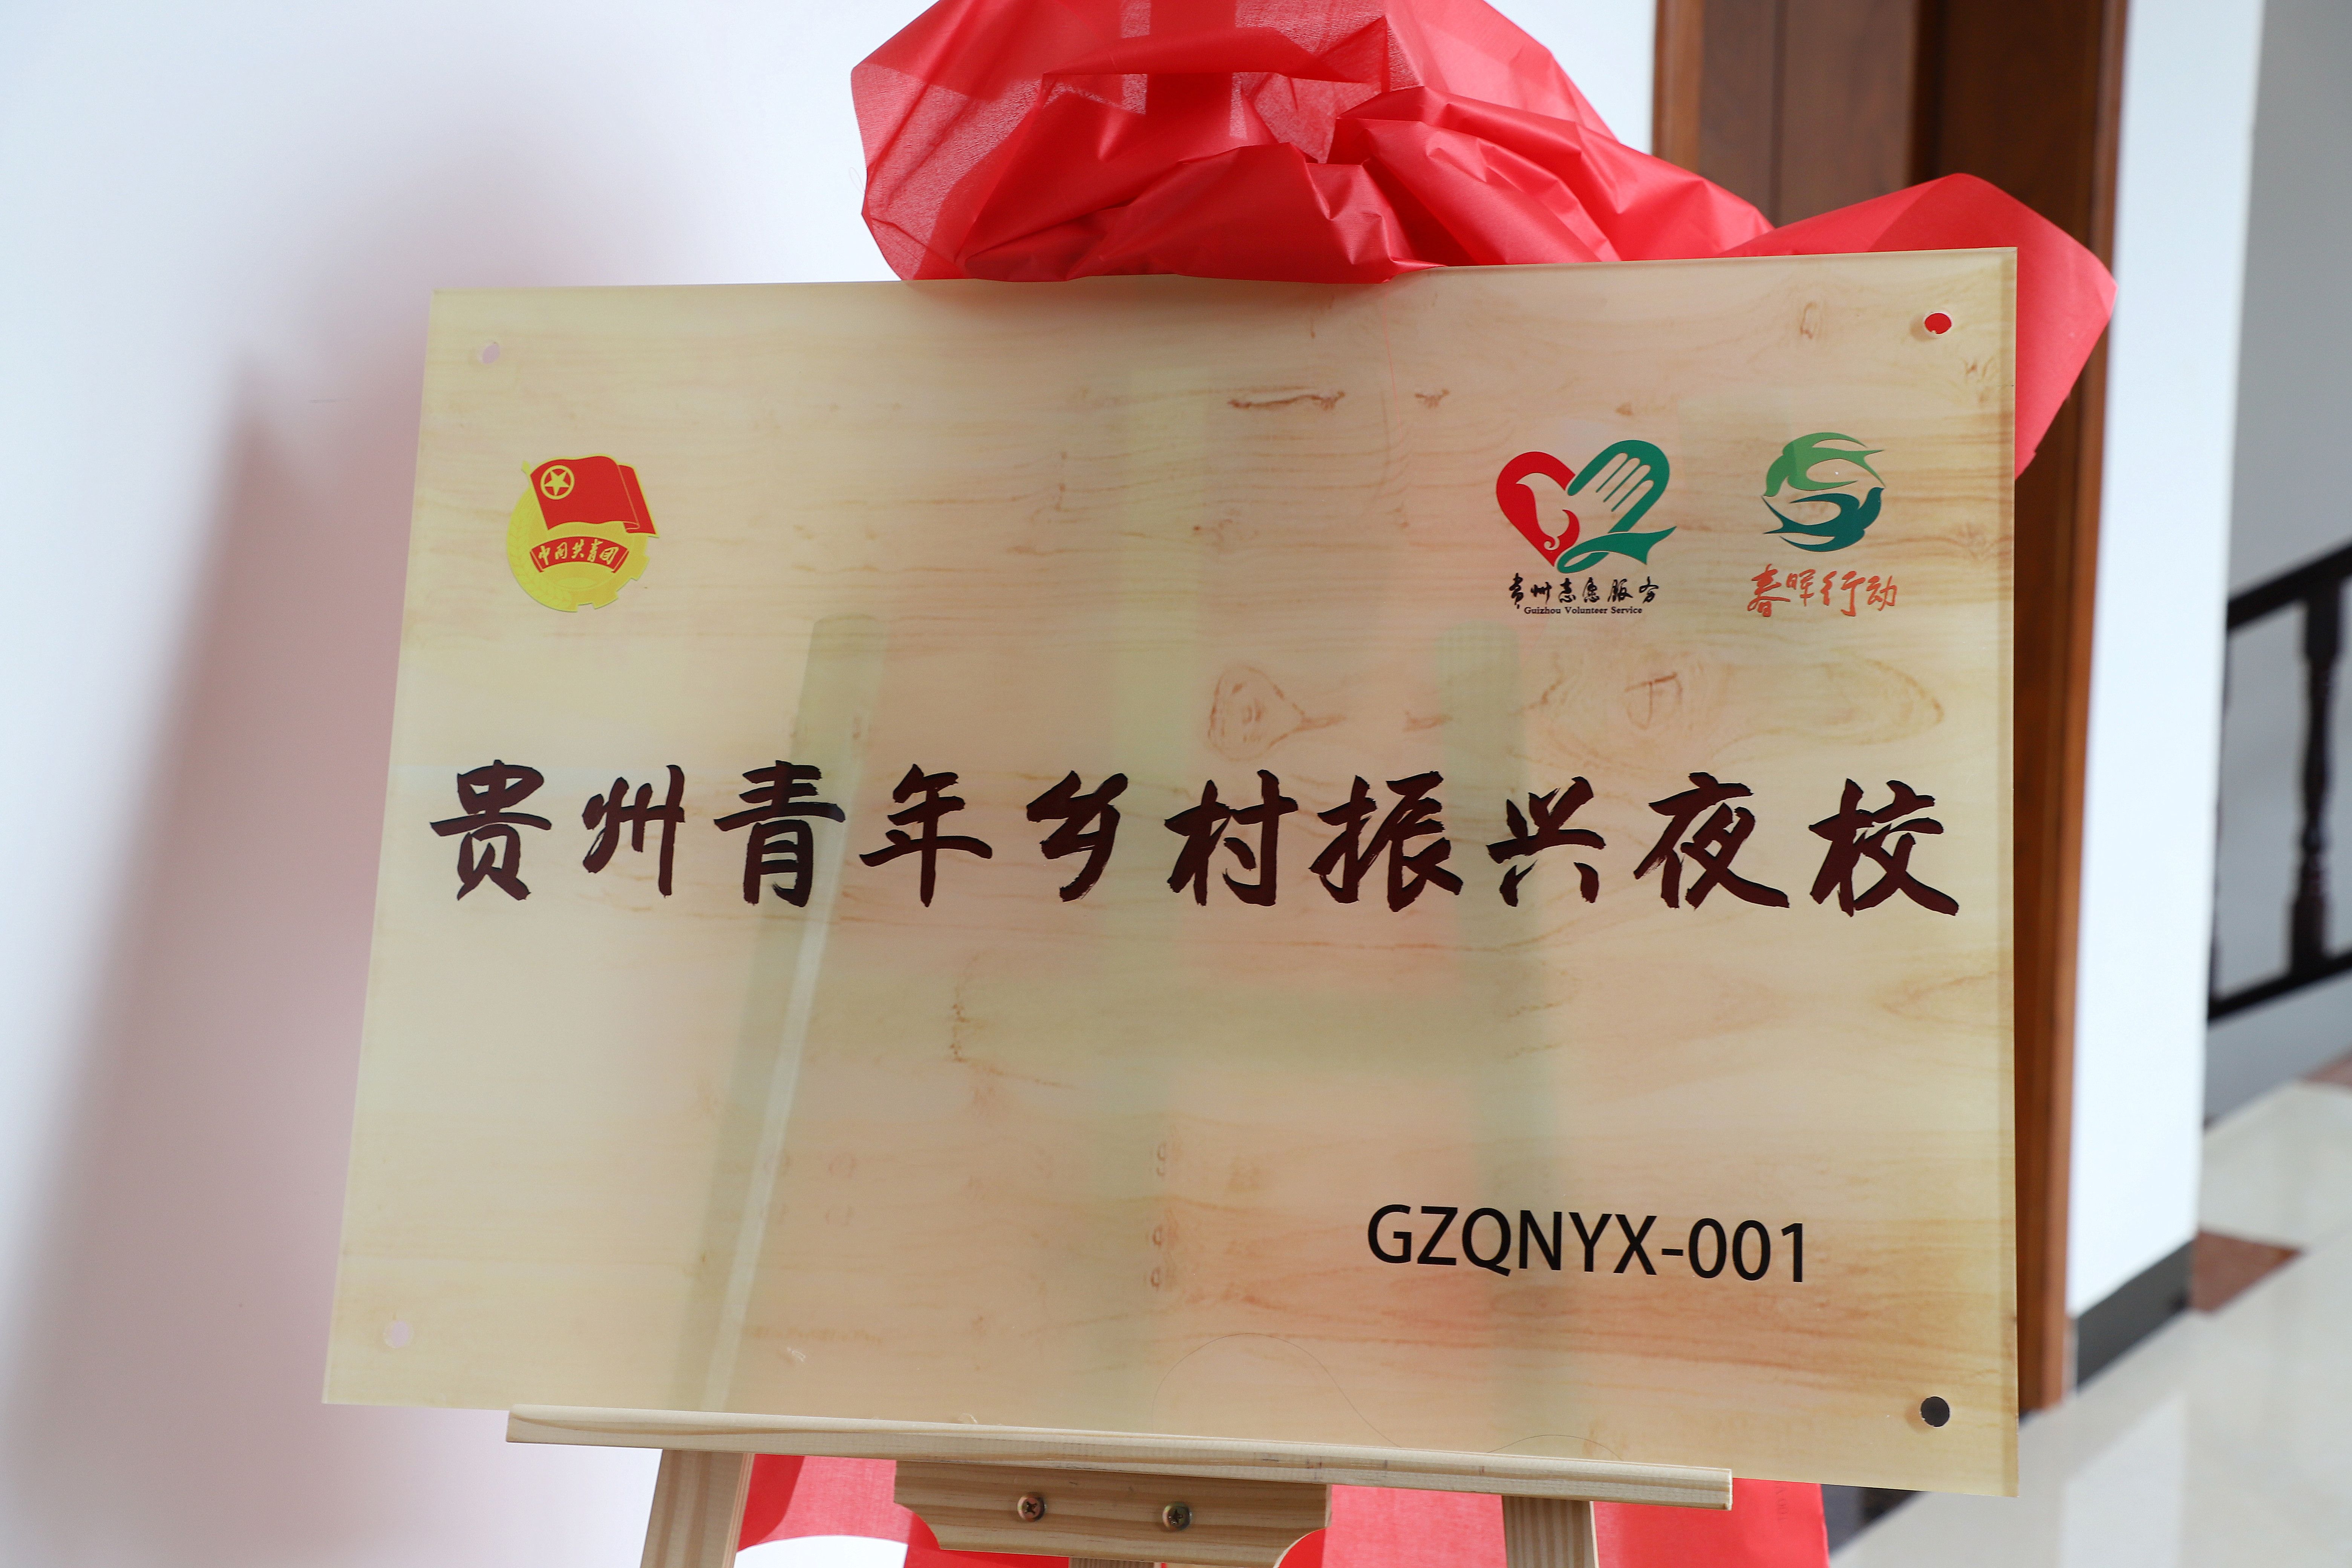 中国共青团
贵州志愿服务
Guizhou Volunteer Service
春晖行动
贵州青年乡村振兴夜校
GZQNYX-001